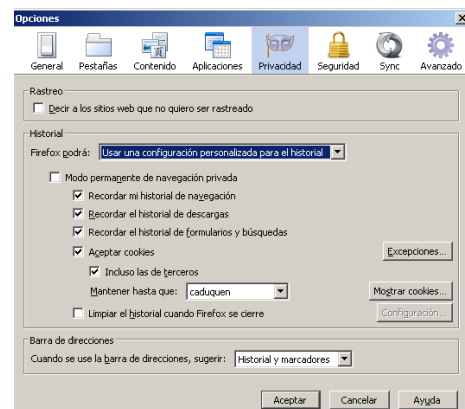 Opciones
General Pestañas Contenido Aplicaciones Privacidad Seguridad Sync Avanzado
Rastreo
Decir a los sitios web que no quiero ser rastreado
Historial
Firefox podrá: Usar una configuración personalizada para el historial
Modo permanente de navegación privada
Recordar mi historial de navegación
Recordar el historial de descargas
Recordar el historial de formularios y búsquedas
Aceptar cookies Excepciones...
Incluso las de terceros
Mantener hasta que: caduquen Mostrar cookies...
Limpiar el historial cuando Firefox se cierre Configuración...
Barra de direcciones
Cuando se use la barra de direcciones, sugerir: Historial y marcadores
Aceptar Cancelar Ayuda